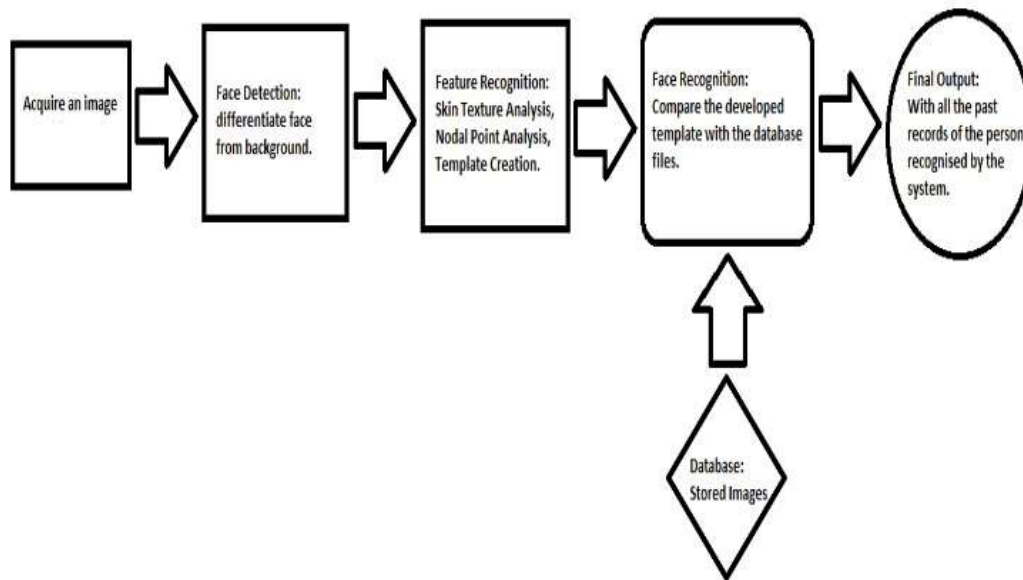 Acquire an image
Face Detection:
differentiate face
from background.
Feature Recognition:
Skin Texture Analysis,
Nodal Point Analysis,
Template Creation.
Face Recognition:
Compare the developed
template with the database
files.
Final Output:
With all the past
records of the person
recognised by the
system.
Database:
Stored Images